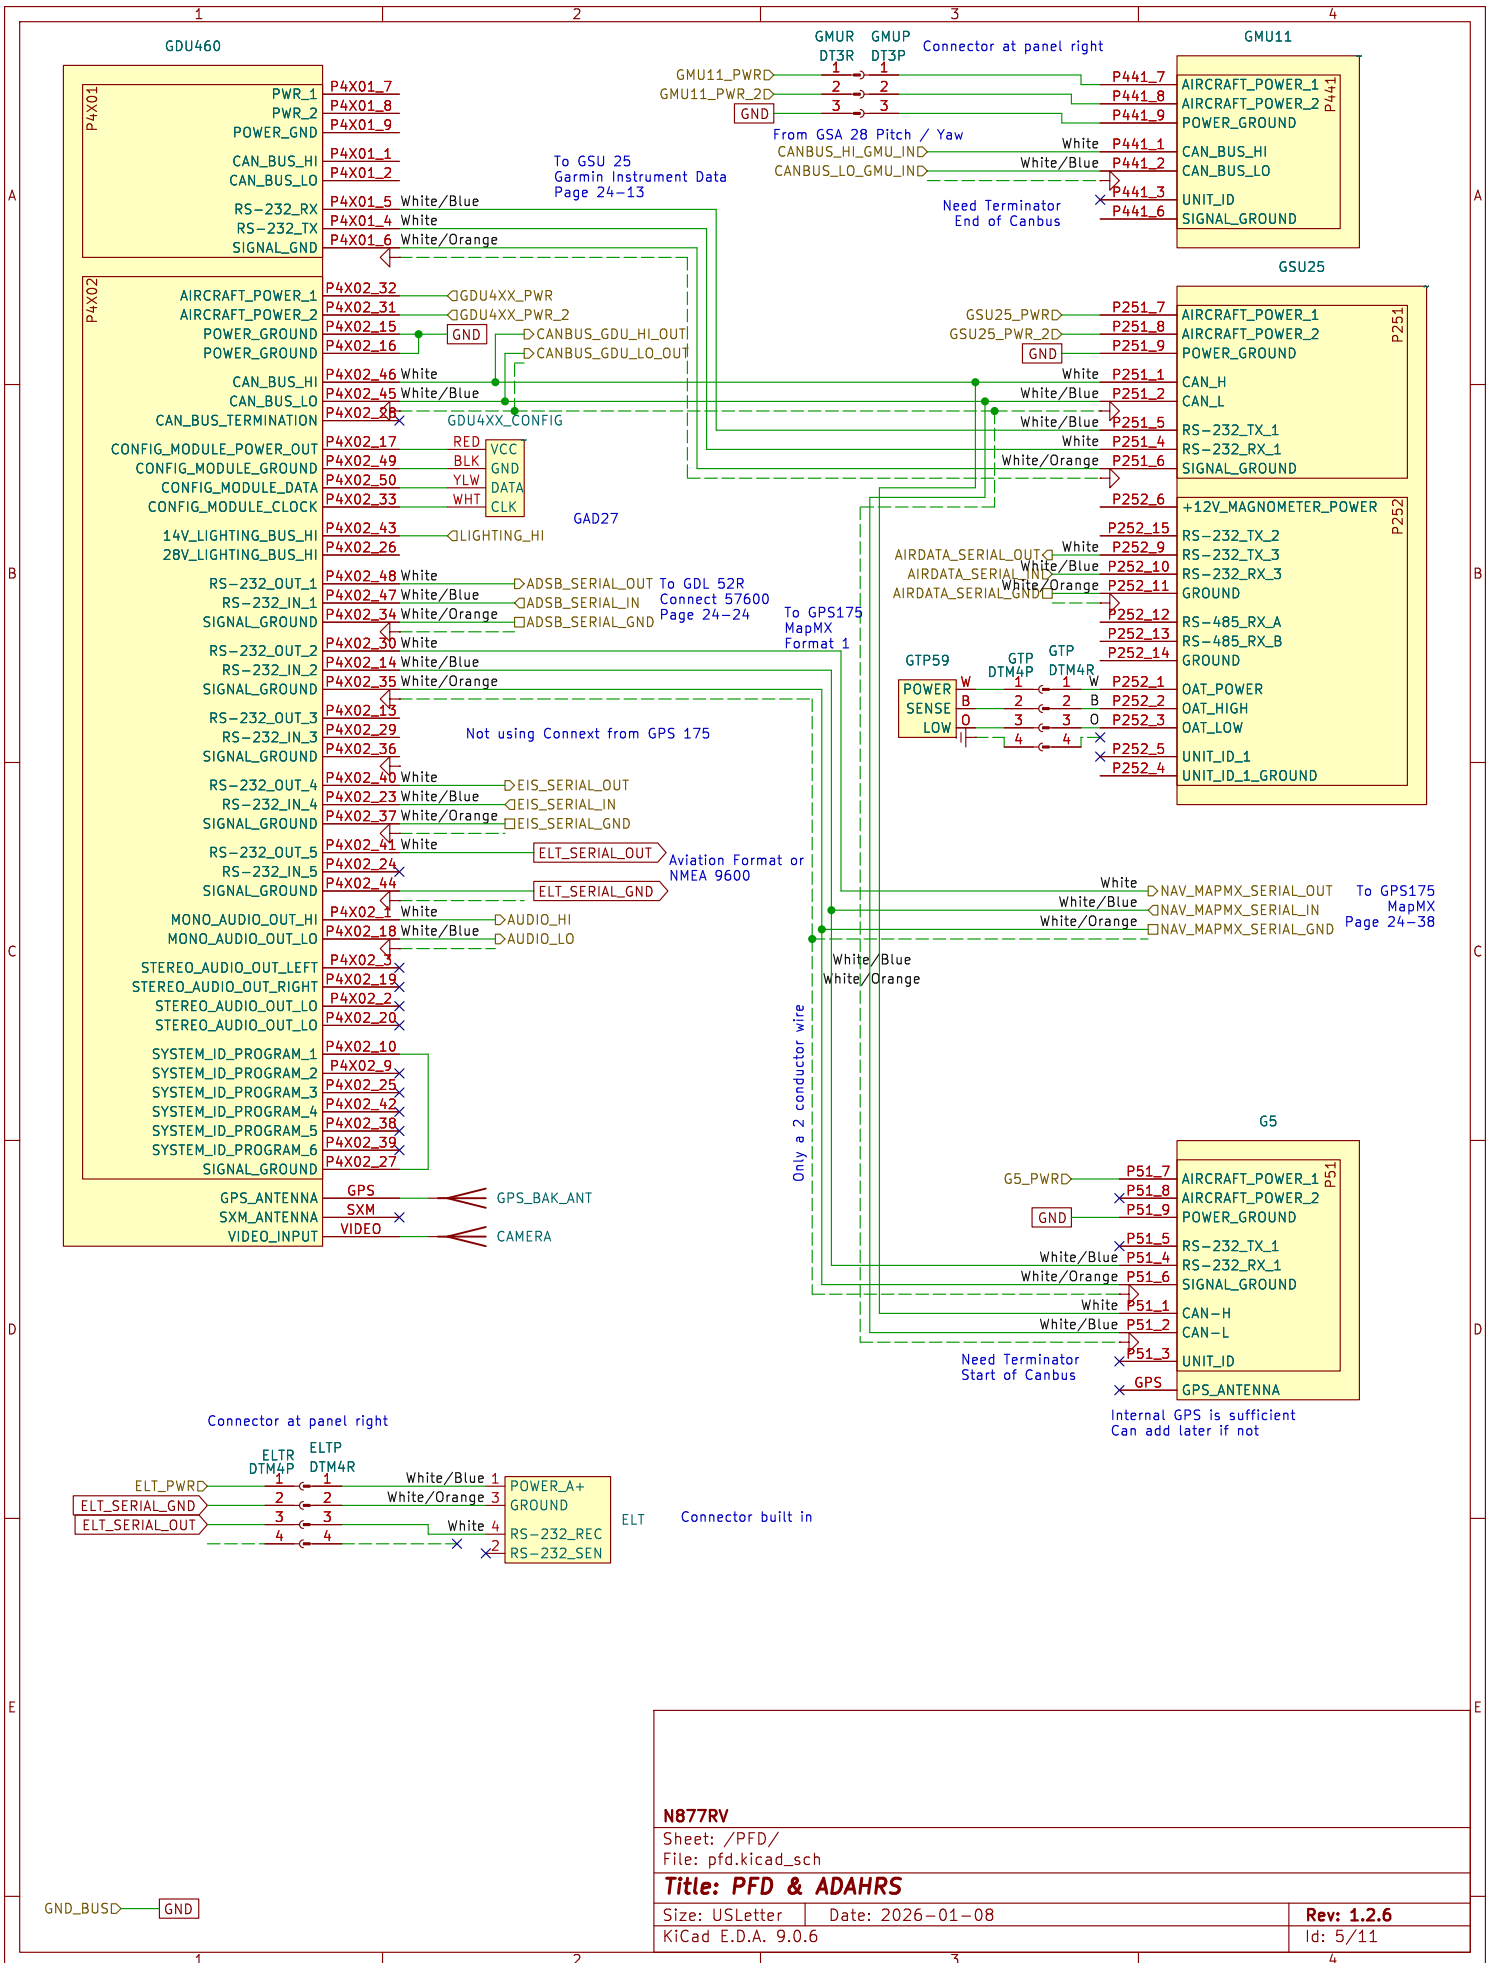 1
2
3
4
A
B
C
D
E
GDU460
P4X01
PWR_1 P4X01_7
PWR_2 P4X01_8
POWER_GND P4X01_9
CAN_BUS_HI P4X01_1
CAN_BUS_LO P4X01_2
RS-232_RX P4X01_5 White/Blue
RS-232_TX P4X01_4 White
SIGNAL_GND P4X01_6 White/Orange
To GSU 25
Garmin Instrument Data
Page 24-13
P4X02
AIRCRAFT_POWER_1 P4X02_32 GDU4XX_PWR
AIRCRAFT_POWER_2 P4X02_31 GDU4XX_PWR_2
POWER_GROUND P4X02_15 GND CANBUS_GDU_HI_OUT
POWER_GROUND P4X02_16 CANBUS_GDU_LO_OUT
CAN_BUS_HI P4X02_46 White
CAN_BUS_LO P4X02_45 White/Blue
CAN_BUS_TERMINATION P4X02_28
GDU4XX_CONFIG
CONFIG_MODULE_POWER_OUT P4X02_17 RED VCC
CONFIG_MODULE_GROUND P4X02_49 BLK GND
CONFIG_MODULE_DATA P4X02_50 YLW DATA
CONFIG_MODULE_CLOCK P4X02_33 WHT CLK
GAD27
14V_LIGHTING_BUS_HI P4X02_43 LIGHTING_HI
28V_LIGHTING_BUS_HI P4X02_26
RS-232_OUT_1 P4X02_48 White ADSB_SERIAL_OUT
RS-232_IN_1 P4X02_47 White/Blue ADSB_SERIAL_IN
SIGNAL_GROUND P4X02_34 White/Orange ADSB_SERIAL_GND
To GDL 52R
Connect 57600
Page 24-24
RS-232_OUT_2 P4X02_30 White
RS-232_IN_2 P4X02_14 White/Blue
SIGNAL_GROUND P4X02_35 White/Orange
To GPS175
MapMX
Format 1
RS-232_OUT_3 P4X02_13
RS-232_IN_3 P4X02_29
SIGNAL_GROUND P4X02_36
Not using Connext from GPS 175
RS-232_OUT_4 P4X02_40 White EIS_SERIAL_OUT
RS-232_IN_4 P4X02_23 White/Blue EIS_SERIAL_IN
SIGNAL_GROUND P4X02_37 White/Orange EIS_SERIAL_GND
RS-232_OUT_5 P4X02_41 White ELT_SERIAL_OUT
RS-232_IN_5 P4X02_24
SIGNAL_GROUND P4X02_44 ELT_SERIAL_GND
Aviation Format or
NMEA 9600
MONO_AUDIO_OUT_HI P4X02_1 White AUDIO_HI
MONO_AUDIO_OUT_LO P4X02_18 White/Blue AUDIO_LO
STEREO_AUDIO_OUT_LEFT P4X02_3
STEREO_AUDIO_OUT_RIGHT P4X02_19
STEREO_AUDIO_OUT_LO P4X02_2
STEREO_AUDIO_OUT_LO P4X02_20
SYSTEM_ID_PROGRAM_1 P4X02_10
SYSTEM_ID_PROGRAM_2 P4X02_9
SYSTEM_ID_PROGRAM_3 P4X02_25
SYSTEM_ID_PROGRAM_4 P4X02_42
SYSTEM_ID_PROGRAM_5 P4X02_38
SYSTEM_ID_PROGRAM_6 P4X02_39
SIGNAL_GROUND P4X02_27
GPS_ANTENNA GPS GPS_BAK_ANT
SXM_ANTENNA SXM
VIDEO_INPUT VIDEO CAMERA
GMUR GMUP
DT3R DT3P
Connector at panel right
GMU11_PWR 1 1
GMU11_PWR_2 2 2
GND 3 3
From GSA 28 Pitch / Yaw
CANBUS_HI_GMU_IN
CANBUS_LO_GMU_IN
Need Terminator
End of Canbus
GMU11
P441
P441_7 AIRCRAFT_POWER_1
P441_8 AIRCRAFT_POWER_2
P441_9 POWER_GROUND
White P441_1 CAN_BUS_HI
White/Blue P441_2 CAN_BUS_LO
P441_3 UNIT_ID
P441_6 SIGNAL_GROUND
GSU25
P251
GSU25_PWR P251_7 AIRCRAFT_POWER_1
GSU25_PWR_2 P251_8 AIRCRAFT_POWER_2
GND P251_9 POWER_GROUND
White P251_1 CAN_H
White/Blue P251_2 CAN_L
White/Blue P251_5 RS-232_TX_1
White P251_4 RS-232_RX_1
White/Orange P251_6 SIGNAL_GROUND
P252
P252_6 +12V_MAGNOMETER_POWER
P252_15 RS-232_TX_2
AIRDATA_SERIAL_OUT White P252_9 RS-232_TX_3
AIRDATA_SERIAL_IN White/Blue P252_10 RS-232_RX_3
AIRDATA_SERIAL_GND White/Orange P252_11 GROUND
P252_12 RS-485_RX_A
P252_13 RS-485_RX_B
P252_14 GROUND
GTP59 GTP GTP
DTM4P DTM4R
POWER W 1 1 W P252_1 OAT_POWER
SENSE B 2 2 B P252_2 OAT_HIGH
LOW O 3 3 O P252_3 OAT_LOW
4 4
P252_5 UNIT_ID_1
P252_4 UNIT_ID_1_GROUND
White NAV_MAPMX_SERIAL_OUT
White/Blue NAV_MAPMX_SERIAL_IN
White/Orange NAV_MAPMX_SERIAL_GND
To GPS175
MapMX
Page 24-38
White/Blue
White/Orange
Only a 2 conductor wire
G5
P51
G5_PWR P51_7 AIRCRAFT_POWER_1
P51_8 AIRCRAFT_POWER_2
GND P51_9 POWER_GROUND
P51_5 RS-232_TX_1
White/Blue P51_4 RS-232_RX_1
White/Orange P51_6 SIGNAL_GROUND
White P51_1 CAN-H
White/Blue P51_2 CAN-L
P51_3 UNIT_ID
GPS GPS_ANTENNA
Need Terminator
Start of Canbus
Internal GPS is sufficient
Can add later if not
Connector at panel right
ELTR ELTP
DTM4P DTM4R
ELT_PWR 1 1 White/Blue 1 POWER_A+
ELT_SERIAL_GND 2 2 White/Orange 3 GROUND
ELT_SERIAL_OUT 3 3 White 4 RS-232_REC
4 4 2 RS-232_SEN
ELT
Connector built in
GND_BUS GND
N877RV
Sheet: /PFD/
File: pfd.kicad_sch
Title: PFD & ADAHRS
Size: USLetter Date: 2026-01-08 Rev: 1.2.6
KiCad E.D.A. 9.0.6 Id: 5/11
1
2
3
4
A
B
C
D
E